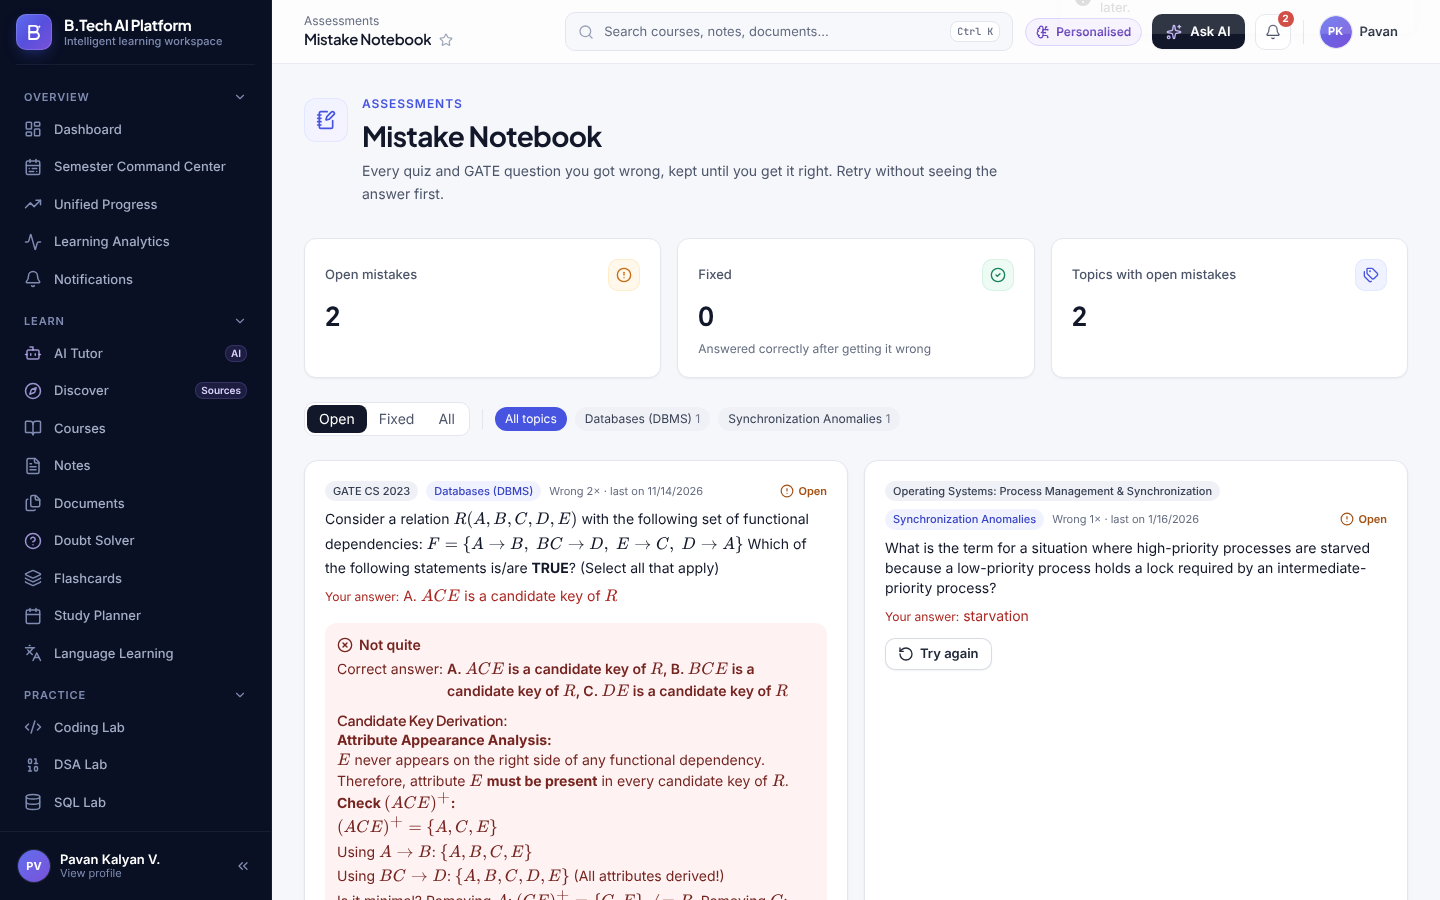 B.Tech AI Platform
Intelligent learning workspace
OVERVIEW
Dashboard
Semester Command Center
Unified Progress
Learning Analytics
Notifications
LEARN
AI Tutor AI
Discover Sources
Courses
Notes
Documents
Doubt Solver
Flashcards
Study Planner
Language Learning
PRACTICE
Coding Lab
DSA Lab
SQL Lab
PV Pavan Kalyan V.
View profile
Assessments
Mistake Notebook
Search courses, notes, documents... Ctrl K
later.
Personalised
Ask AI
2
PK Pavan
ASSESSMENTS
Mistake Notebook
Every quiz and GATE question you got wrong, kept until you get it right. Retry without seeing the
answer first.
Open mistakes
2
Fixed
0
Answered correctly after getting it wrong
Topics with open mistakes
2
Open Fixed All All topics Databases (DBMS) 1 Synchronization Anomalies 1
GATE CS 2023 Databases (DBMS) Wrong 2× · last on 11/14/2026 Open
Consider a relation R(A, B, C, D, E) with the following set of functional
dependencies: F = {A → B, BC → D, E → C, D → A} Which of
the following statements is/are TRUE? (Select all that apply)
Your answer: A. ACE is a candidate key of R
Not quite
Correct answer: A. ACE is a candidate key of R, B. BCE is a
candidate key of R, C. DE is a candidate key of R
Candidate Key Derivation:
Attribute Appearance Analysis:
E never appears on the right side of any functional dependency.
Therefore, attribute E must be present in every candidate key of R.
Check (ACE)⁺:
(ACE)⁺ = {A, C, E}
Using A → B: {A, B, C, E}
Using BC → D: {A, B, C, D, E} (All attributes derived!)
Is it minimal? Removing A: (CE)⁺ = {C, E} ≠ R. Removing C:
Operating Systems: Process Management & Synchronization
Synchronization Anomalies Wrong 1× · last on 1/16/2026 Open
What is the term for a situation where high-priority processes are starved
because a low-priority process holds a lock required by an intermediate-
priority process?
Your answer: starvation
Try again